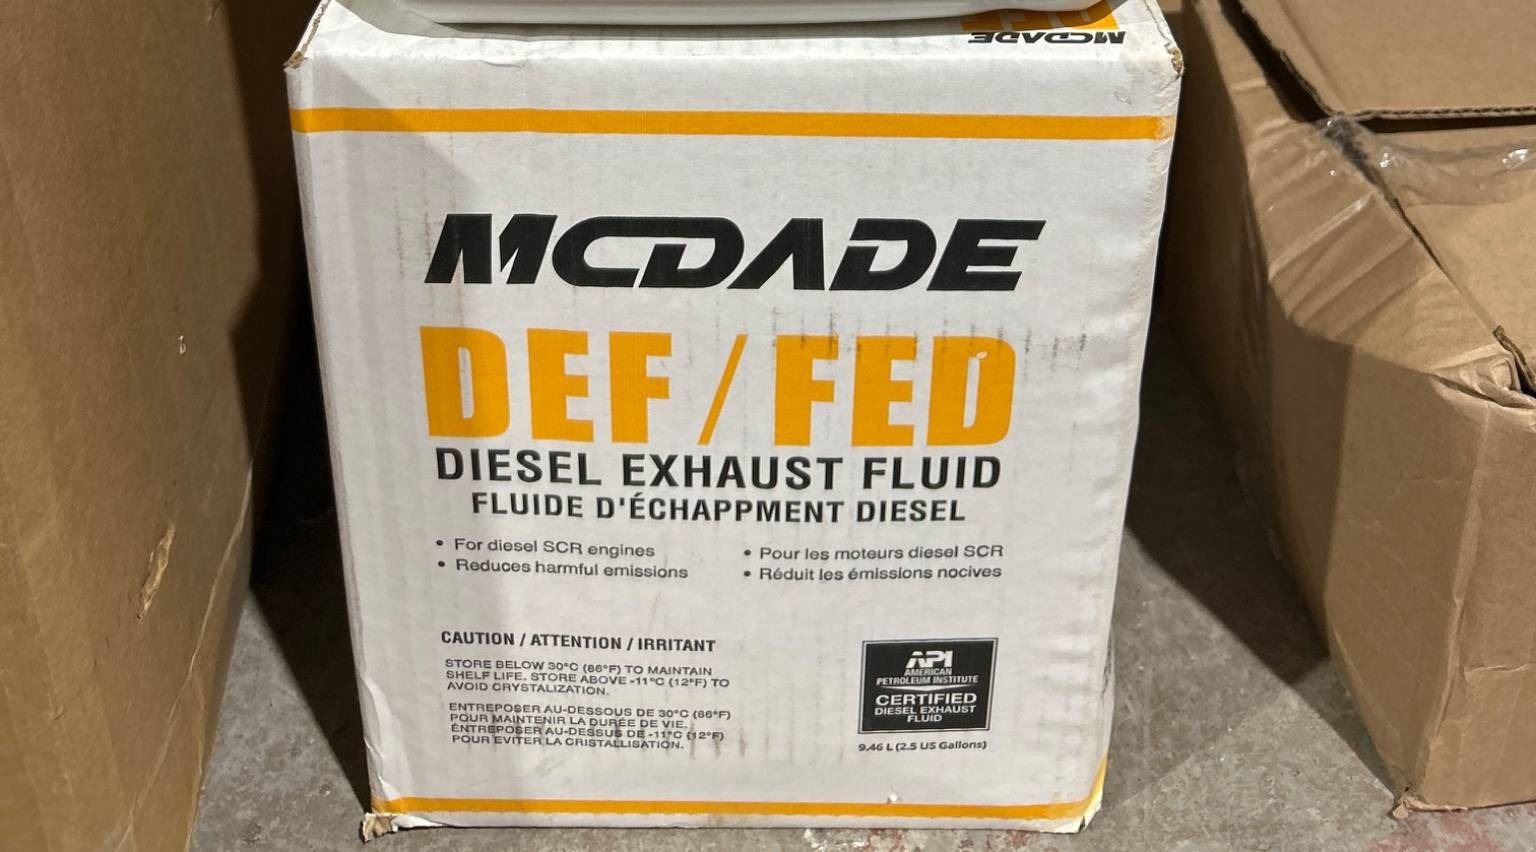 MCDADE
MCDADE
DEF/FED
DIESEL EXHAUST FLUID
FLUIDE D'ÉCHAPPMENT DIESEL
• For diesel SCR engines
• Reduces harmful emissions
• Pour les moteurs diesel SCR
• Réduit les émissions nocives
CAUTION / ATTENTION / IRRITANT
STORE BELOW 30°C (86°F) TO MAINTAIN
SHELF LIFE. STORE ABOVE -11°C (12°F) TO
AVOID CRYSTALIZATION.
ENTREPOSER AU-DESSOUS DE 30°C (86°F)
POUR MAINTENIR LA DURÉE DE VIE.
ENTREPOSER AU-DESSUS DE -11°C (12°F)
POUR EVITER LA CRISTALLISATION.
API
AMERICAN
PETROLEUM INSTITUTE
CERTIFIED
DIESEL EXHAUST
FLUID
9.46 L (2.5 US Gallons)